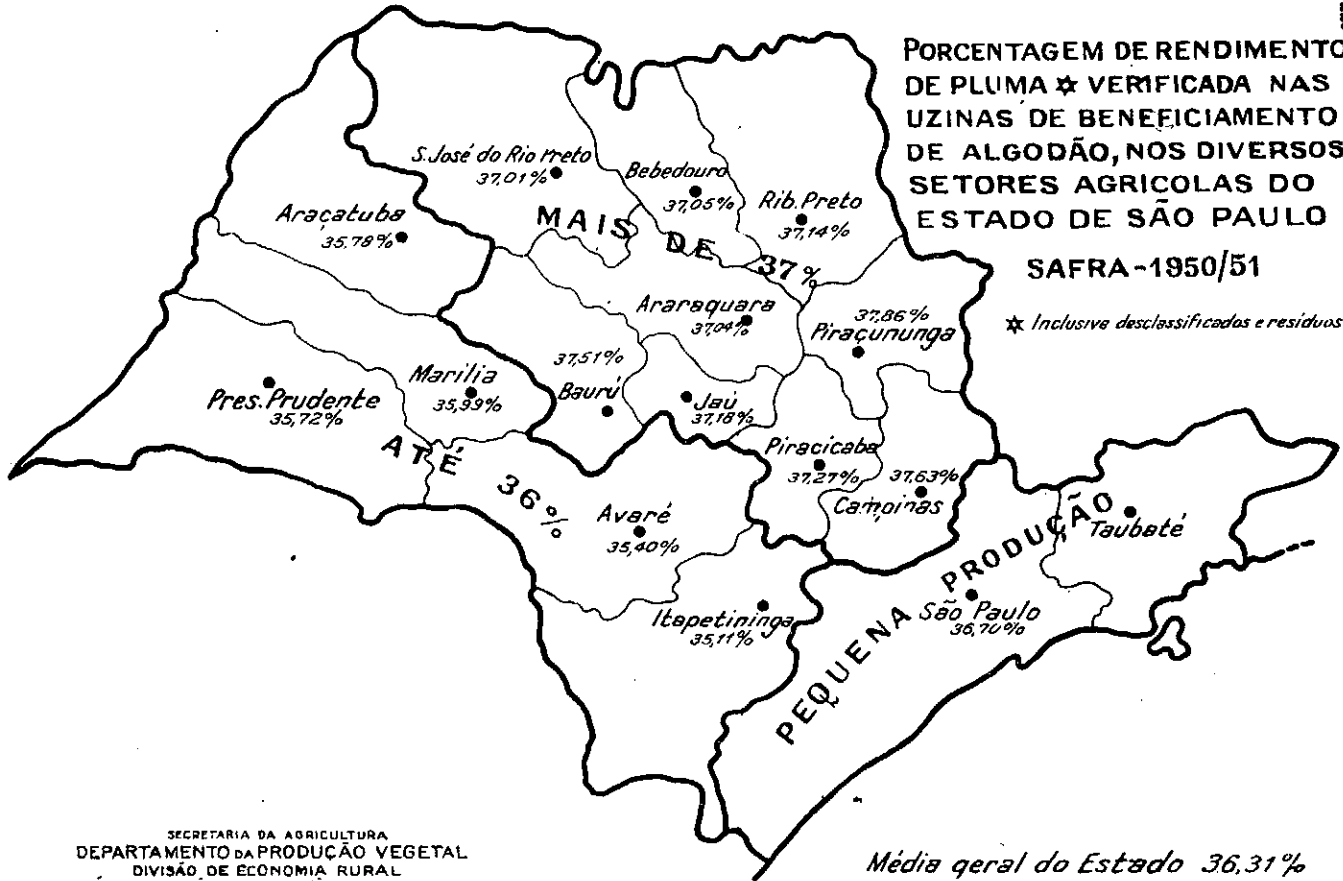 PORCENTAGEM DE RENDIMENTO
DE PLUMA ✡ VERIFICADA NAS
UZINAS DE BENEFICIAMENTO
DE ALGODÃO, NOS DIVERSOS
SETORES AGRICOLAS DO
ESTADO DE SÃO PAULO
SAFRA-1950/51
✡ Inclusive desclassificados e residuos
S. José do Rio Preto
37,01%
Bebedouro
37,05%
Rib. Preto
37,14%
Araçatuba
35,78%
MAIS DE 37%
Araraquara
37,04%
37,86%
Piraçununga
37,51%
Baurú
Marilia
35,99%
Jaú
37,18%
Pres. Prudente
35,72%
Piracicaba
37,27%
37,63%
Campinas
ATÉ 36%
Avaré
35,40%
Taubaté
Itapetininga
35,11%
São Paulo
36,70%
PEQUENA PRODUÇÃO
SECRETARIA DA AGRICULTURA
DEPARTAMENTO DA PRODUÇÃO VEGETAL
DIVISÃO DE ECONOMIA RURAL
Média geral do Estado 36,31%